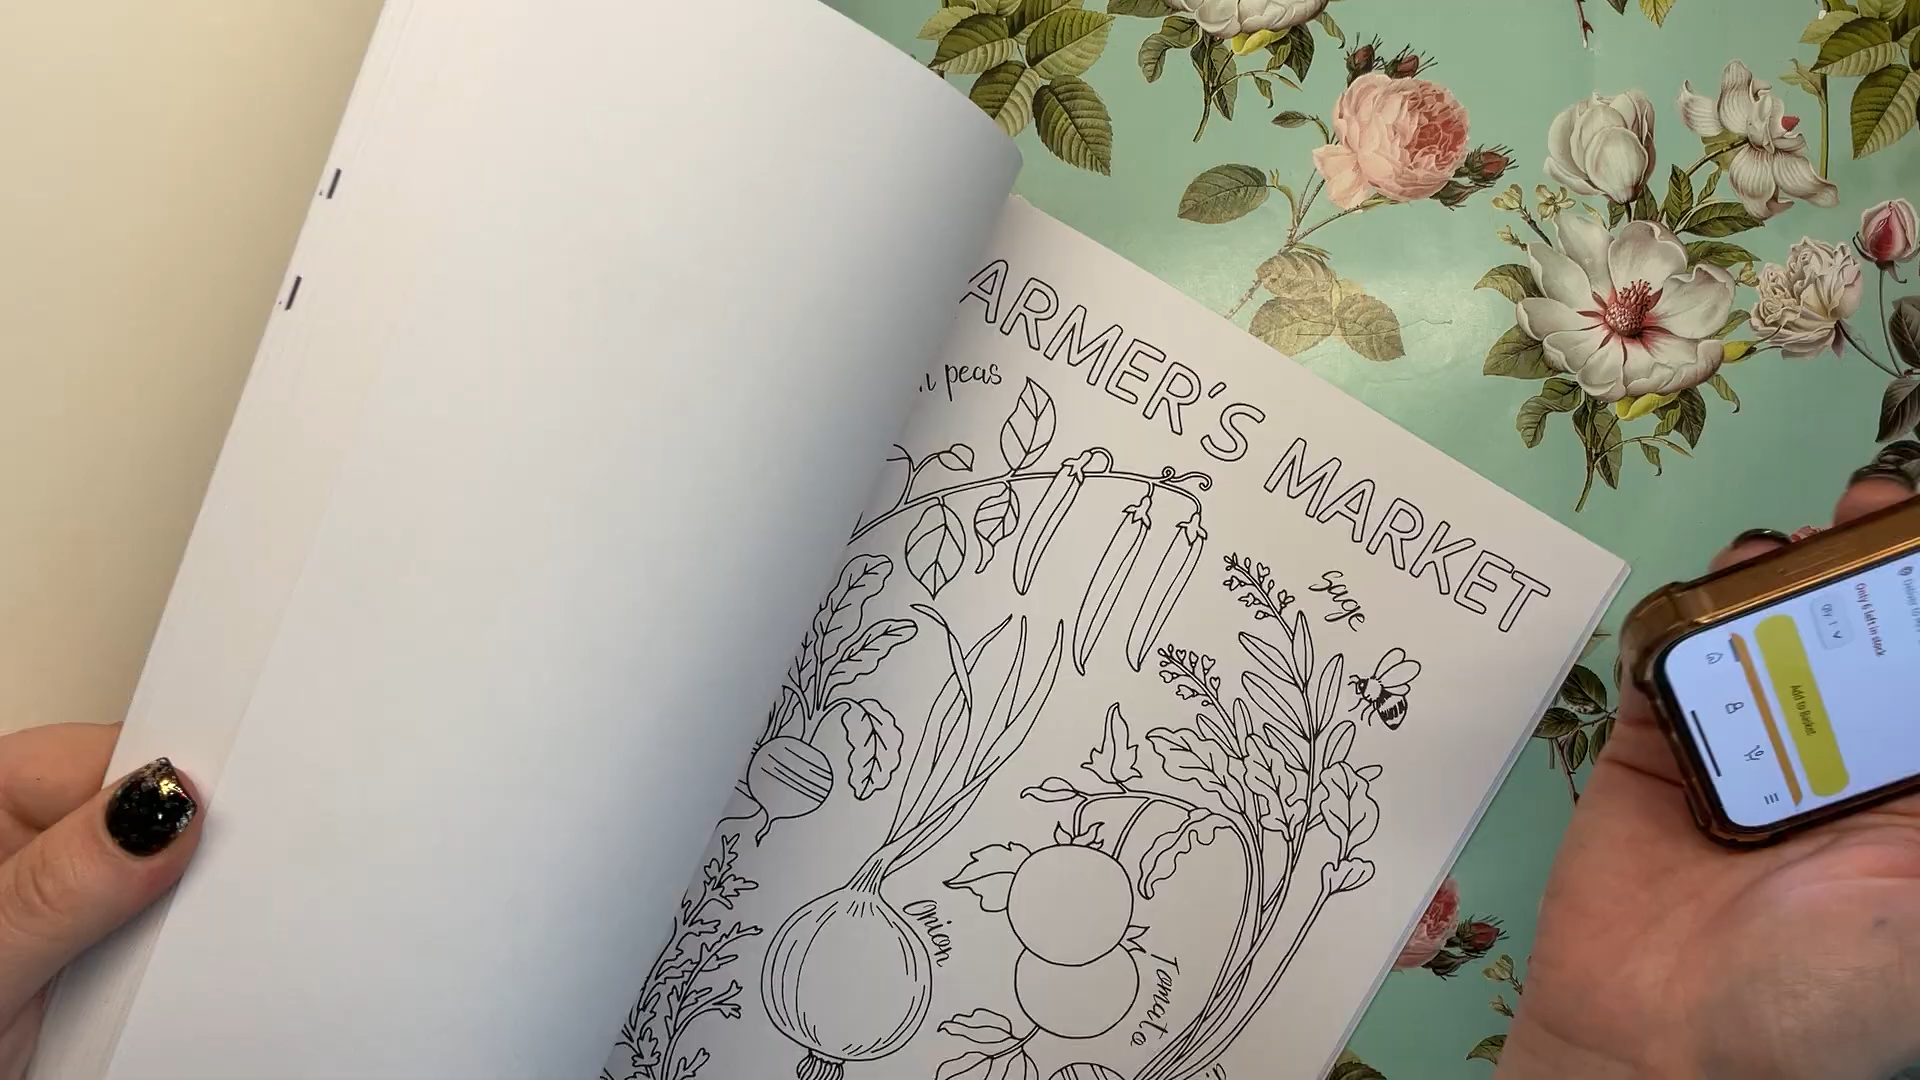 ARMER'S MARKET
peas
Sage
Onion
Tomato
Only 6 left in stock
Qty: 1
Add to Basket